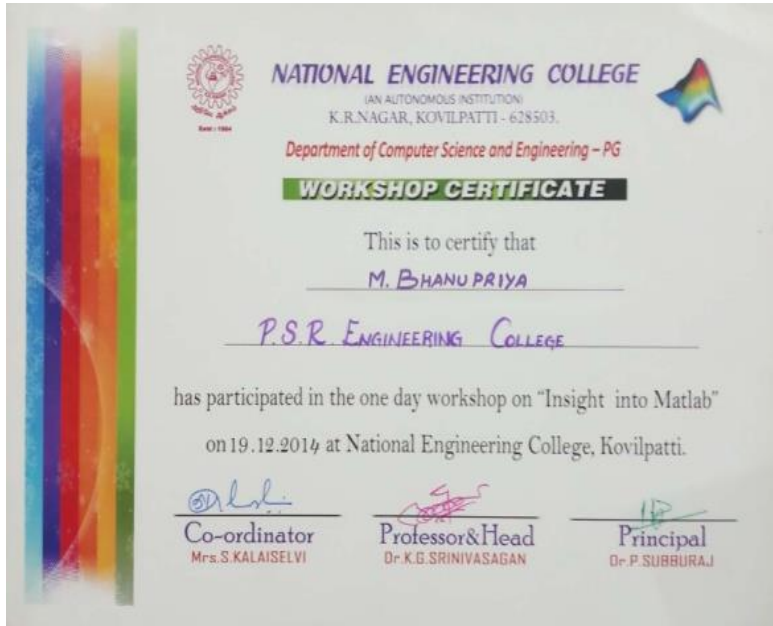 NATIONAL ENGINEERING COLLEGE
(AN AUTONOMOUS INSTITUTION)
K.R.NAGAR, KOVILPATTI - 628503.
Estd : 1984
Department of Computer Science and Engineering – PG
WORKSHOP CERTIFICATE
This is to certify that
M. BHANUPRIYA
P.S.R. ENGINEERING COLLEGE
has participated in the one day workshop on “Insight into Matlab”
on 19.12.2014 at National Engineering College, Kovilpatti.
Co-ordinator
Mrs.S.KALAISELVI
Professor&Head
Dr.K.G.SRINIVASAGAN
Principal
Dr.P.SUBBURAJ